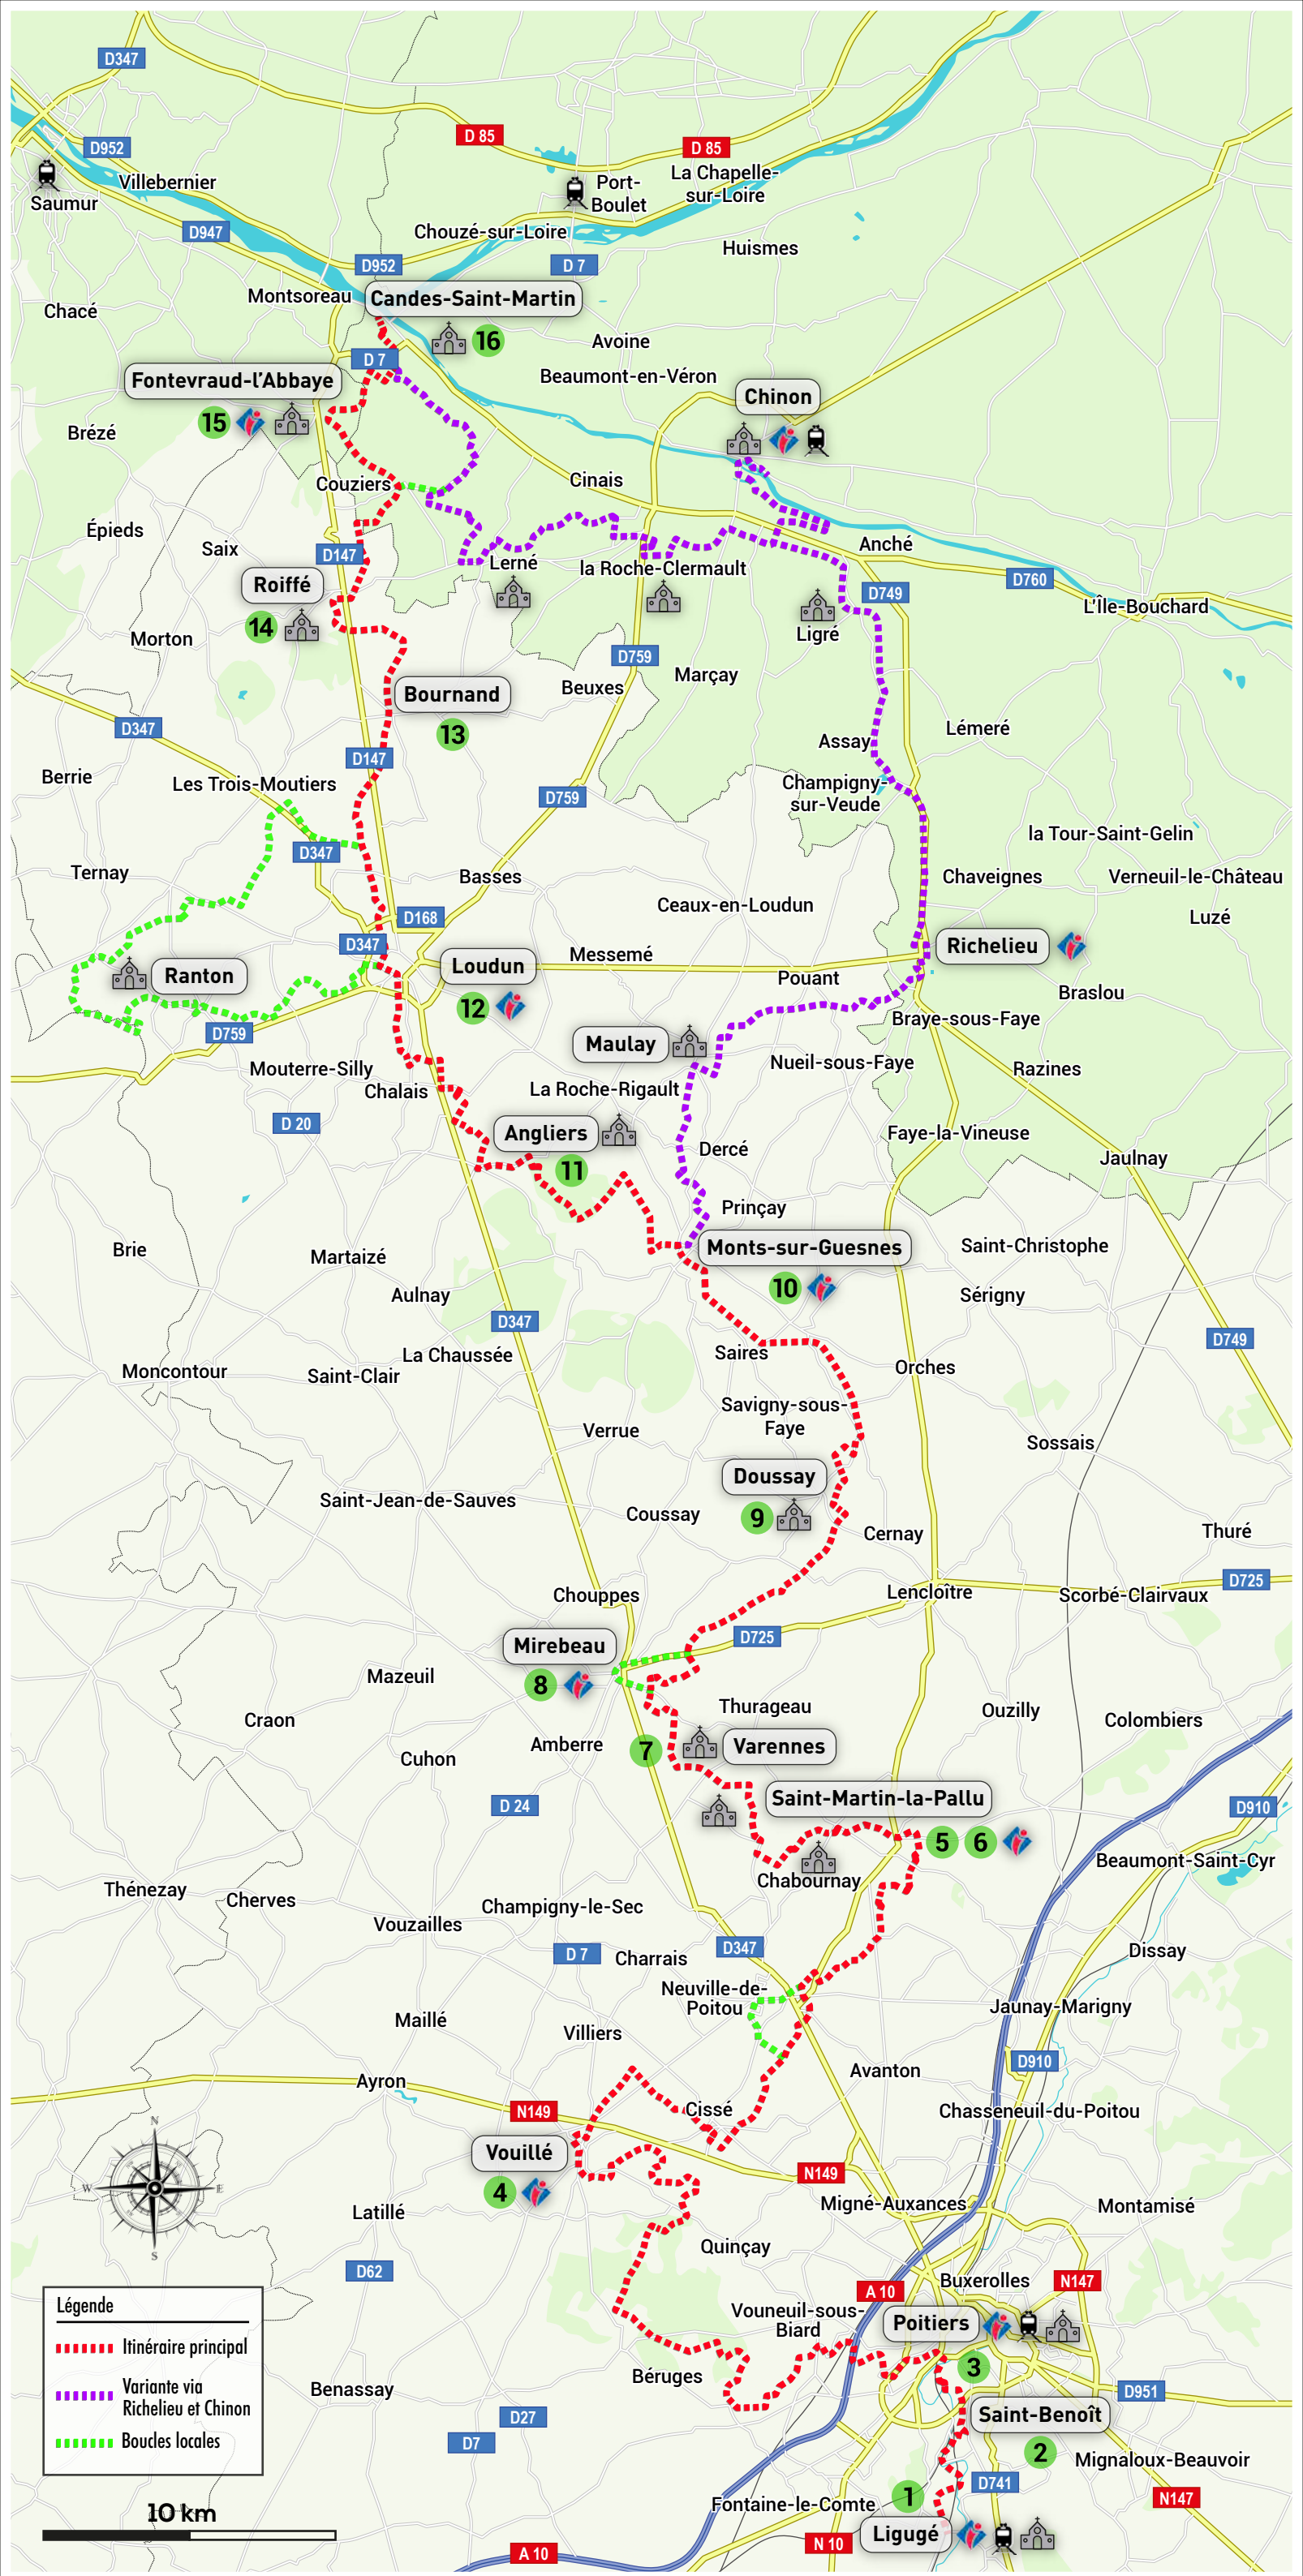 D347
D 85
D952
D 85
La Chapelle-
sur-Loire
Villebernier
Port-
Boulet
Saumur
D947
Chouzé-sur-Loire
Huismes
D952
D 7
Montsoreau
Candes-Saint-Martin
Chacé
16
Avoine
D 7
Fontevraud-l'Abbaye
Beaumont-en-Véron
Chinon
15
Brézé
Couziers
Cinais
Épieds
Saix
D147
Anché
Lerné
la Roche-Clermault
D760
Roiffé
D749
L'Île-Bouchard
14
Ligré
Morton
D759
Marçay
Bournand
Beuxes
13
D347
Lémeré
Assay
D147
Berrie
Les Trois-Moutiers
Champigny-
sur-Veude
D759
la Tour-Saint-Gelin
D347
Ternay
Basses
Chaveignes
Verneuil-le-Château
Ceaux-en-Loudun
Luzé
D168
D347
Richelieu
Messemé
Loudun
Ranton
Pouant
Braslou
12
Braye-sous-Faye
D759
Maulay
Mouterre-Silly
Nueil-sous-Faye
Razines
Chalais
La Roche-Rigault
D 20
Angliers
Faye-la-Vineuse
Dercé
Jaulnay
11
Prinçay
Brie
Martaizé
Monts-sur-Guesnes
Saint-Christophe
10
Aulnay
Sérigny
D347
D749
La Chaussée
Saires
Moncontour
Saint-Clair
Orches
Savigny-sous-
Faye
Verrue
Sossais
Doussay
Saint-Jean-de-Sauves
Coussay
9
Cernay
Thuré
D725
Chouppes
Lencloître
Scorbé-Clairvaux
Mirebeau
D725
Mazeuil
8
Thurageau
Ouzilly
Craon
Colombiers
Amberre
7
Varennes
Cuhon
Saint-Martin-la-Pallu
D 24
D910
5
6
Beaumont-Saint-Cyr
Chabournay
Thénezay
Cherves
Champigny-le-Sec
Vouzailles
D 7
Charrais
D347
Dissay
Neuville-de-
Poitou
Jaunay-Marigny
Maillé
Villiers
D910
Avanton
Ayron
N149
Cissé
Chasseneuil-du-Poitou
N
Vouillé
N149
W
E
4
Migné-Auxances
Montamisé
Latillé
S
Quinçay
D62
Buxerolles
N147
A 10
Légende
Vouneuil-sous-
Biard
Poitiers
Itinéraire principal
3
Béruges
Variante via
Richelieu et Chinon
Benassay
D951
Saint-Benoît
D27
Boucles locales
D7
2
Mignaloux-Beauvoir
D741
1
N147
Fontaine-le-Comte
10 km
Ligugé
N 10
A 10